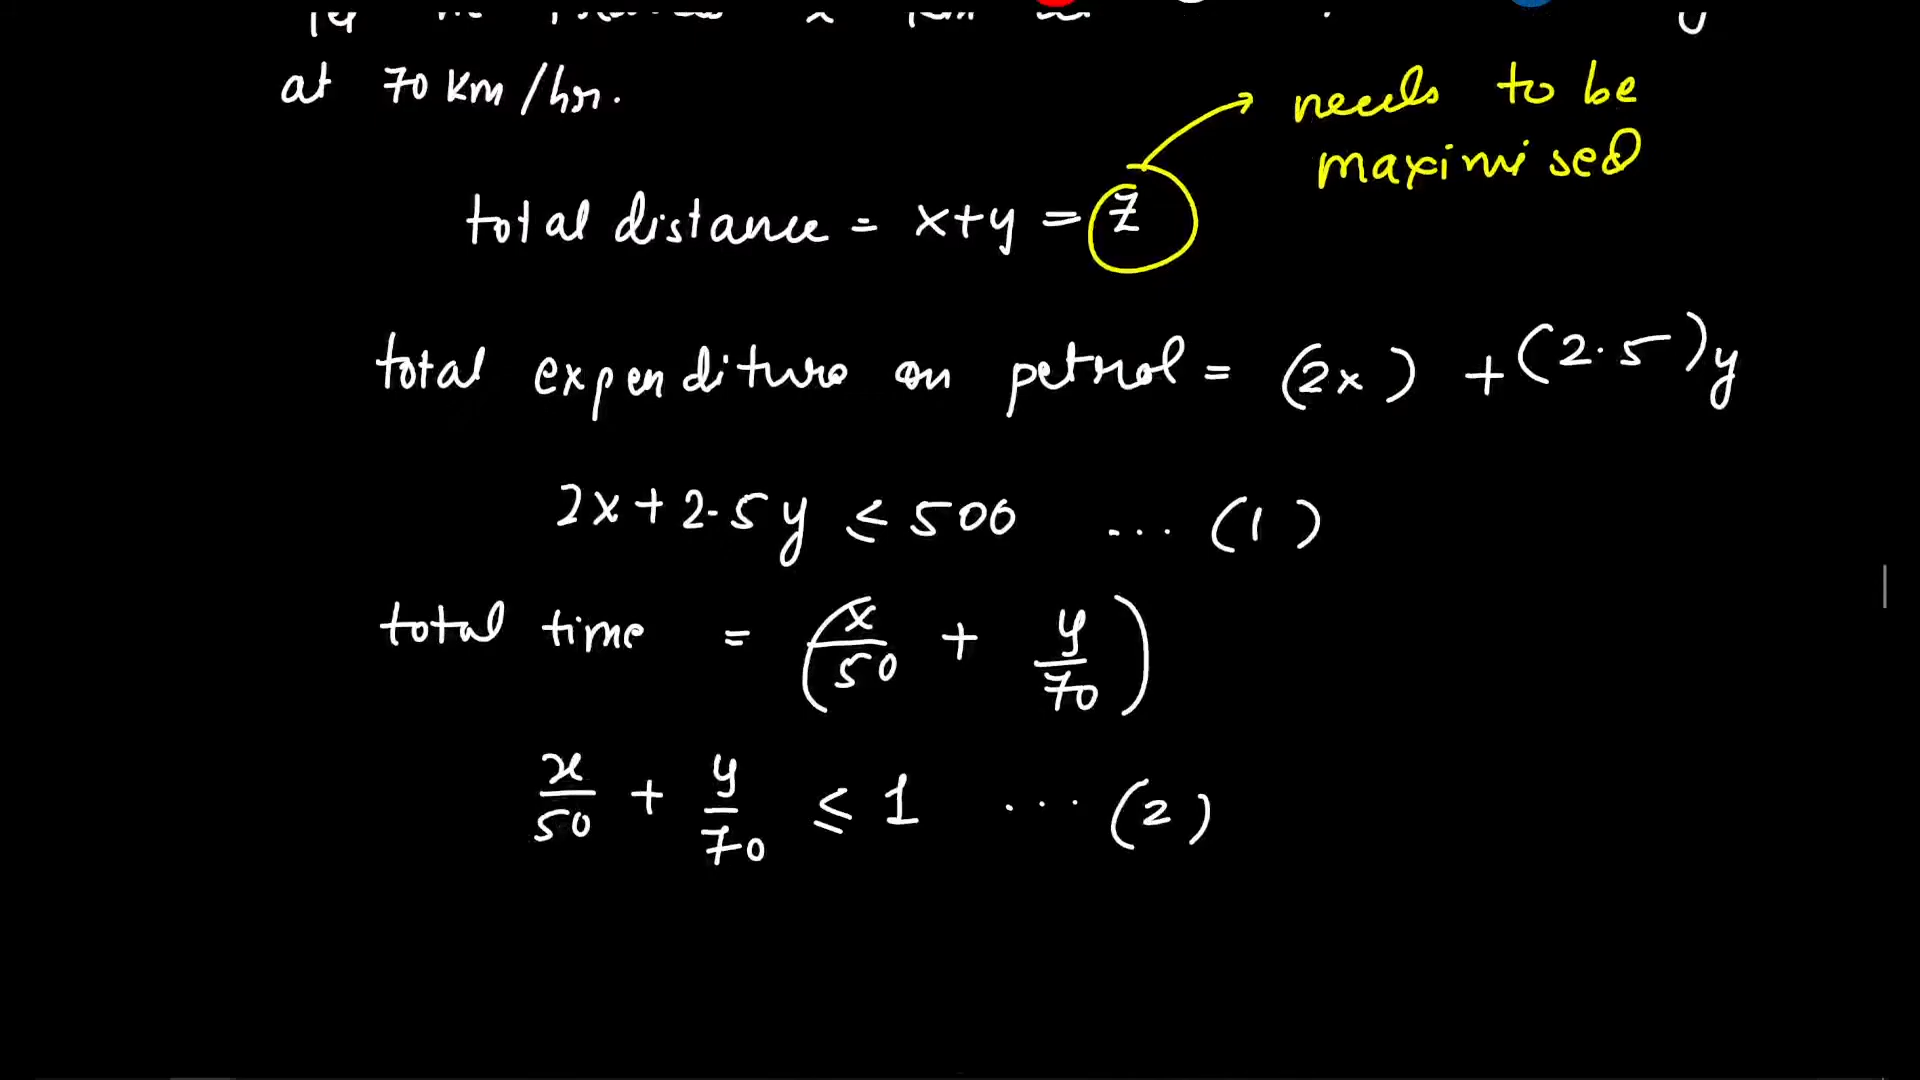 at 70 km/hr.
needs to be
maximised
total distance = x+y = z
total expenditure on petrol = (2x) + (2.5)y
2x + 2.5y ≤ 500 ... (1)
total time = (x/50 + y/70)
x/50 + y/70 ≤ 1 ... (2)